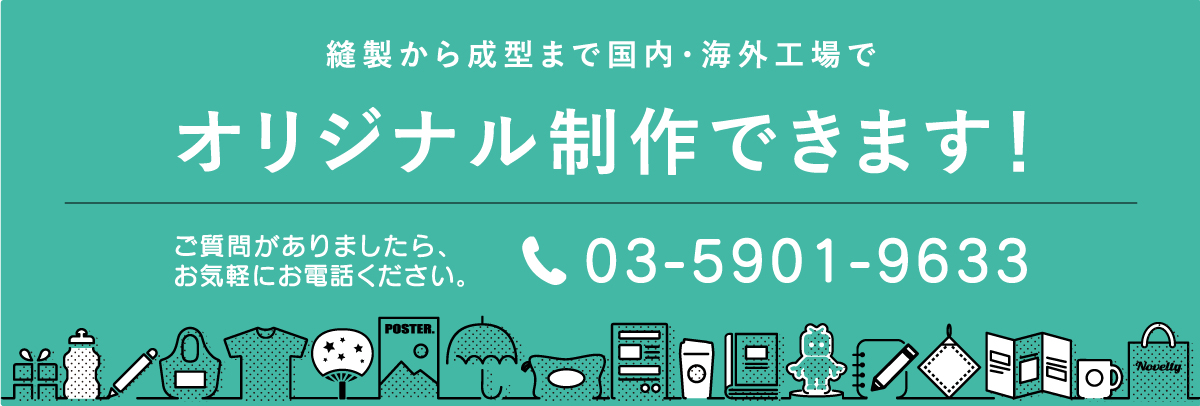 縫製から成型まで国内・海外工場で
オリジナル制作できます!
ご質問がありましたら、
お気軽にお電話ください。
03-5901-9633
POSTER.
Novelty